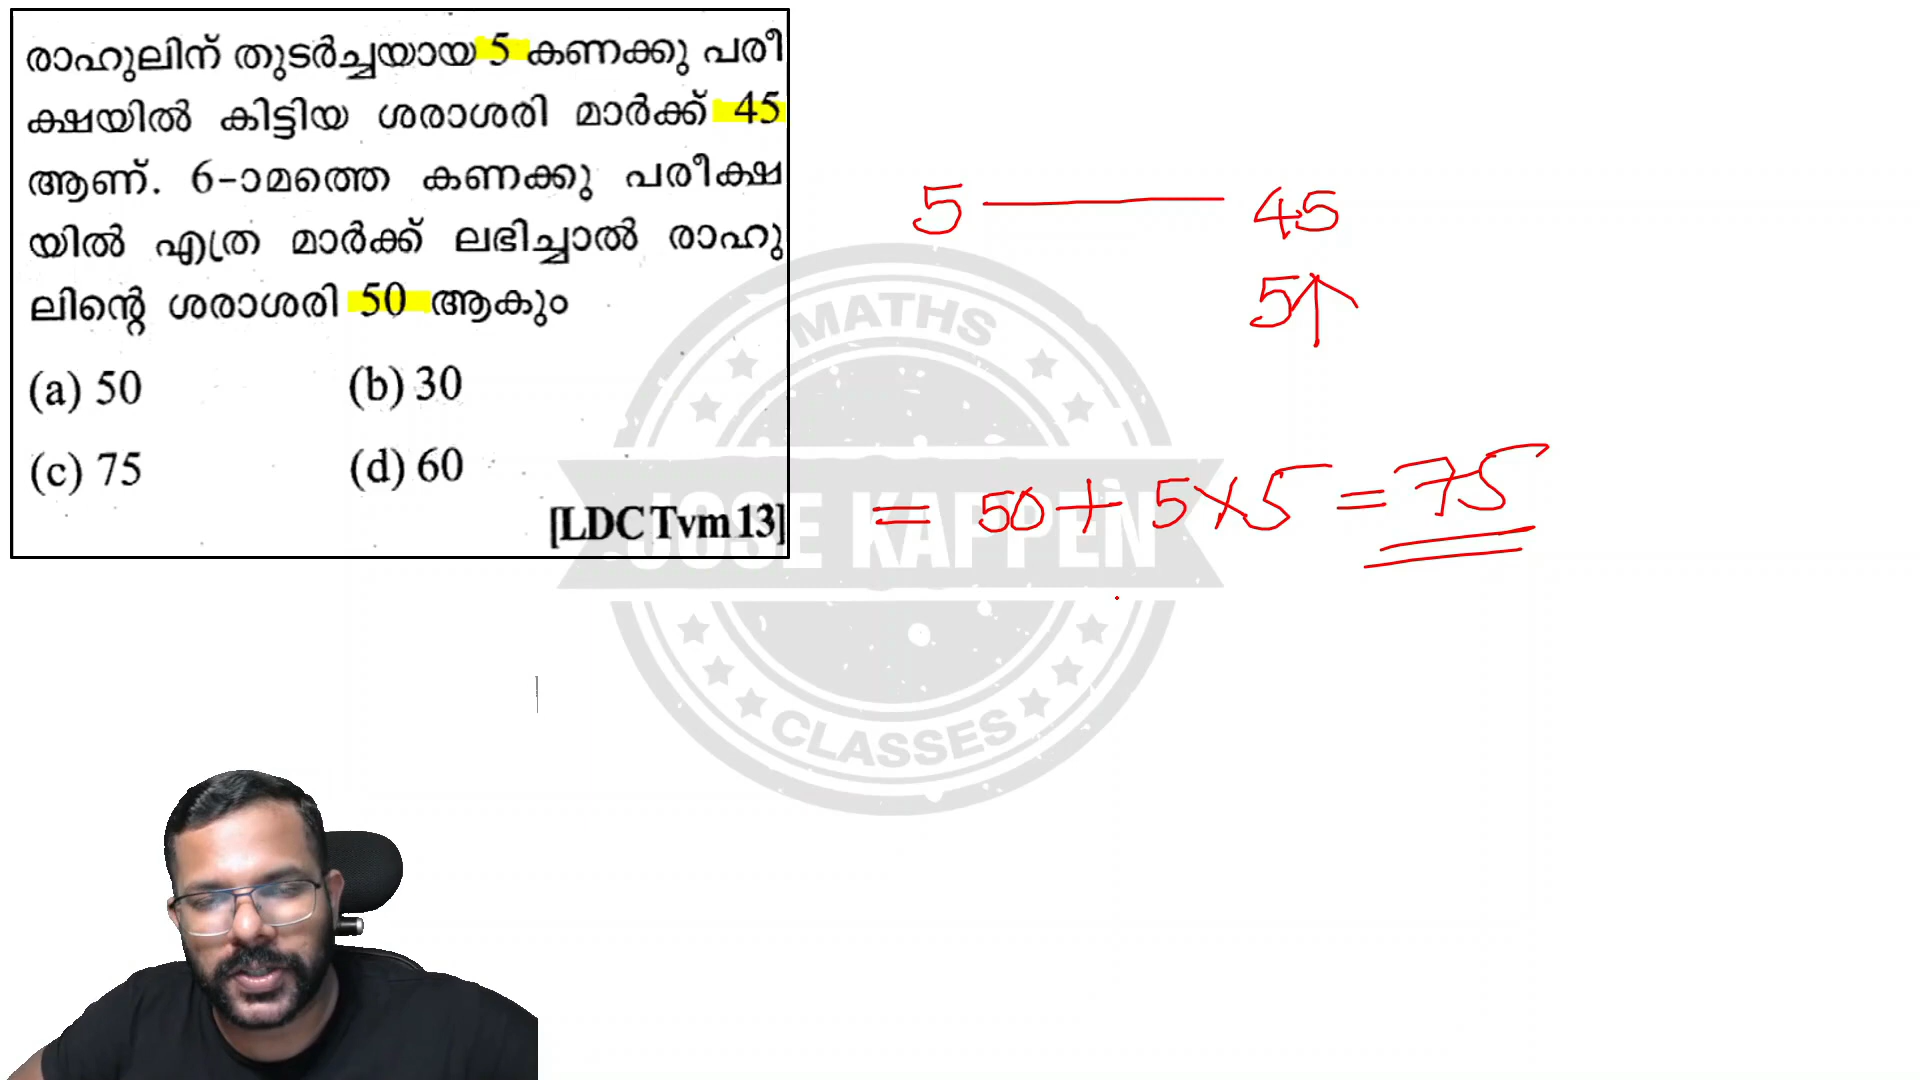 രാഹുലിന് തുടർച്ചയായ 5 കണക്കു പരീ
ക്ഷയിൽ കിട്ടിയ ശരാശരി മാർക്ക് 45
ആണ്. 6-ാമത്തെ കണക്കു പരീക്ഷ
യിൽ എത്ര മാർക്ക് ലഭിച്ചാൽ രാഹു
ലിന്റെ ശരാശരി 50 ആകും
(a) 50 (b) 30
(c) 75 (d) 60
[LDC Tvm 13]
5 — 45
5↑
= 50 + 5 × 5 = 75
MATHS
JOSE KAPPEN
CLASSES